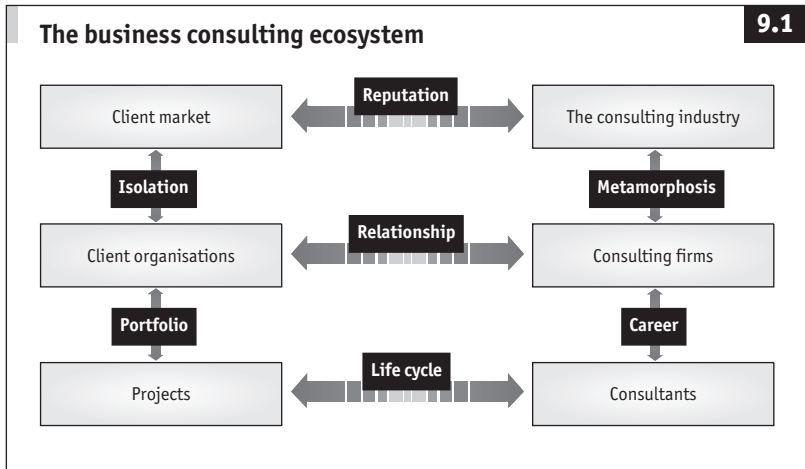 The business consulting ecosystem
9.1
Reputation
Client market
The consulting industry
Isolation
Metamorphosis
Relationship
Client organisations
Consulting firms
Portfolio
Career
Life cycle
Projects
Consultants